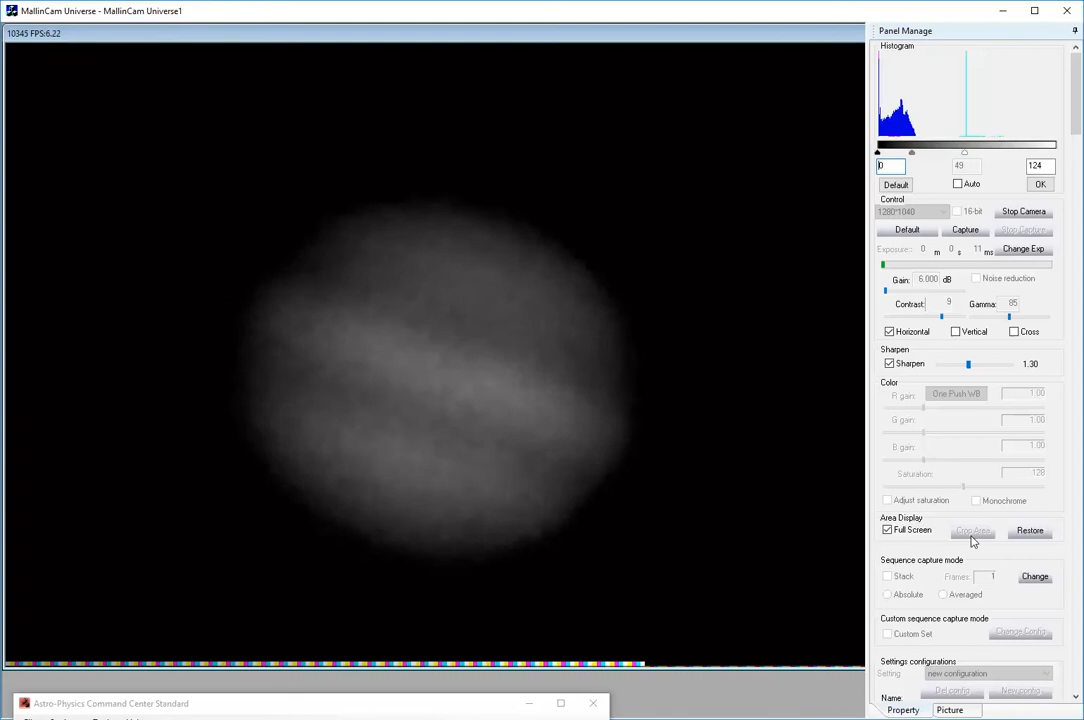 MallinCam Universe - MallinCam Universe1
10345 FPS:6.22
Panel Manage
Histogram
0 49 124
Default Auto OK
Control
1280*1040 16-bit Stop Camera
Default Capture Stop Capture
Exposure: 0 m 0 s 11 ms Change Exp
Gain: 6.000 dB Noise reduction
Contrast: 9 Gamma: 85
Horizontal Vertical Cross
Sharpen
Sharpen 1.30
Color
R gain: One Push WB 1.00
G gain: 1.00
B gain: 1.00
Saturation: 128
Adjust saturation Monochrome
Area Display
Full Screen Crop Area Restore
Sequence capture mode
Stack Frames: 1 Change
Absolute Averaged
Custom sequence capture mode
Custom Set Change Config
Settings configurations
Setting new configuration
Name: Del config New config
Property Picture
Astro-Physics Command Center Standard